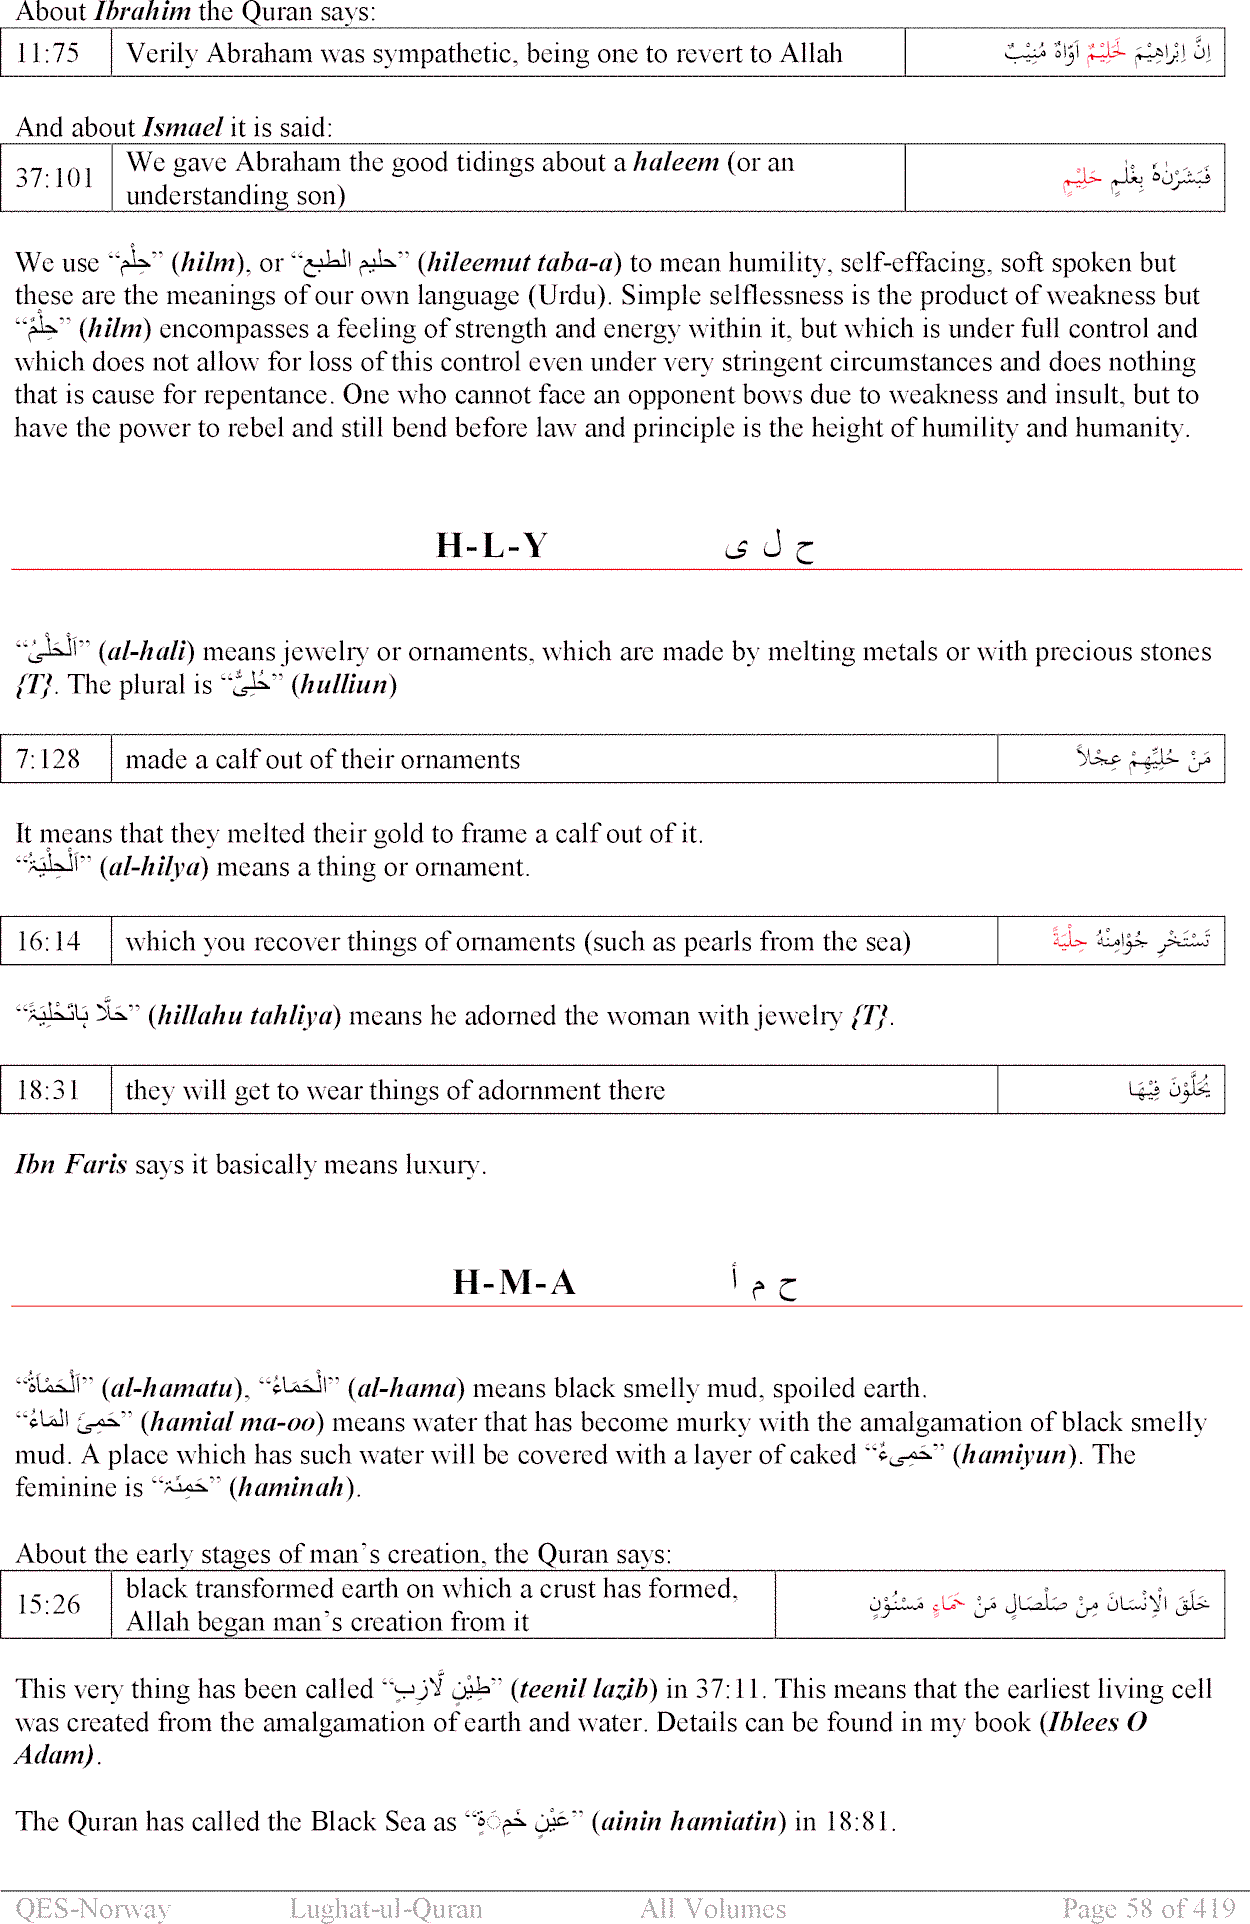 About Ibrahim the Quran says:
11:75 Verily Abraham was sympathetic, being one to revert to Allah اِنَّ اِبْرَاهِيْمَ لَحَلِيْمٌ اَوَّاهٌ مُنِيْبٌ
And about Ismael it is said:
37:101 We gave Abraham the good tidings about a haleem (or an
understanding son) فَبَشَرْنٰاهُ بِغُلٰمٍ حَلِيْمٍ
We use “حِلْم” (hilm), or “حليم الطبع” (hileemut taba-a) to mean humility, self-effacing, soft spoken but
these are the meanings of our own language (Urdu). Simple selflessness is the product of weakness but
“حِلْمٌ” (hilm) encompasses a feeling of strength and energy within it, but which is under full control and
which does not allow for loss of this control even under very stringent circumstances and does nothing
that is cause for repentance. One who cannot face an opponent bows due to weakness and insult, but to
have the power to rebel and still bend before law and principle is the height of humility and humanity.
H-L-Y ح ل ی
“اَلْحَلْیُ” (al-hali) means jewelry or ornaments, which are made by melting metals or with precious stones
{T}. The plural is “حُلِیٌّ” (hulliun)
7:128 made a calf out of their ornaments مَنْ حُلِيِّهِمْ عِجْلاً
It means that they melted their gold to frame a calf out of it.
“اَلْحِلْيَۃُ” (al-hilya) means a thing or ornament.
16:14 which you recover things of ornaments (such as pearls from the sea) تَسْتَخْرِ جُوْامِنْهُ حِلْيَةً
“حَلَّا ہَاتَحْلِيَۃً” (hillahu tahliya) means he adorned the woman with jewelry {T}.
18:31 they will get to wear things of adornment there يُحَلَّوْنَ فِيْهَا
Ibn Faris says it basically means luxury.
H-M-A ح م أ
“اَلْحَمْاَۃُ” (al-hamatu), “الْحَمَاءُ” (al-hama) means black smelly mud, spoiled earth.
“حَمِیَٔ المَاءُ” (hamial ma-oo) means water that has become murky with the amalgamation of black smelly
mud. A place which has such water will be covered with a layer of caked “حَمِیءٌ” (hamiyun). The
feminine is “حَمِئَۃ” (haminah).
About the early stages of man’s creation, the Quran says:
15:26 black transformed earth on which a crust has formed,
Allah began man’s creation from it خَلَقَ الْاِنْسَانَ مِنْ صَلْصَالٍ مَنْ حَمَاءٍ مَسْنُوْنٍ
This very thing has been called “طِيْنٍ لَّازِبٍ” (teenil lazib) in 37:11. This means that the earliest living cell
was created from the amalgamation of earth and water. Details can be found in my book (Iblees O
Adam).
The Quran has called the Black Sea as “عَيْنٍ حَمِئَۃٍ” (ainin hamiatin) in 18:81.
QES-Norway Lughat-ul-Quran All Volumes Page 58 of 419